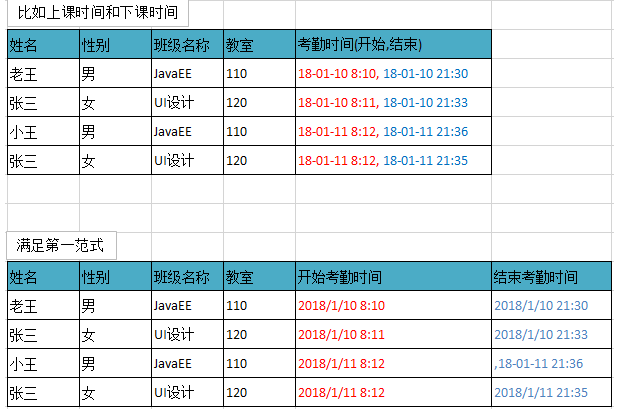 比如上课时间和下课时间
姓名 性别 班级名称 教室 考勤时间(开始,结束)
老王 男 JavaEE 110 18-01-10 8:10, 18-01-10 21:30
张三 女 UI设计 120 18-01-10 8:11, 18-01-10 21:33
小王 男 JavaEE 110 18-01-11 8:12, 18-01-11 21:36
张三 女 UI设计 120 18-01-11 8:12, 18-01-11 21:35
满足第一范式
姓名 性别 班级名称 教室 开始考勤时间 结束考勤时间
老王 男 JavaEE 110 2018/1/10 8:10 2018/1/10 21:30
张三 女 UI设计 120 2018/1/10 8:11 2018/1/10 21:33
小王 男 JavaEE 110 2018/1/11 8:12 ,18-01-11 21:36
张三 女 UI设计 120 2018/1/11 8:12 2018/1/11 21:35